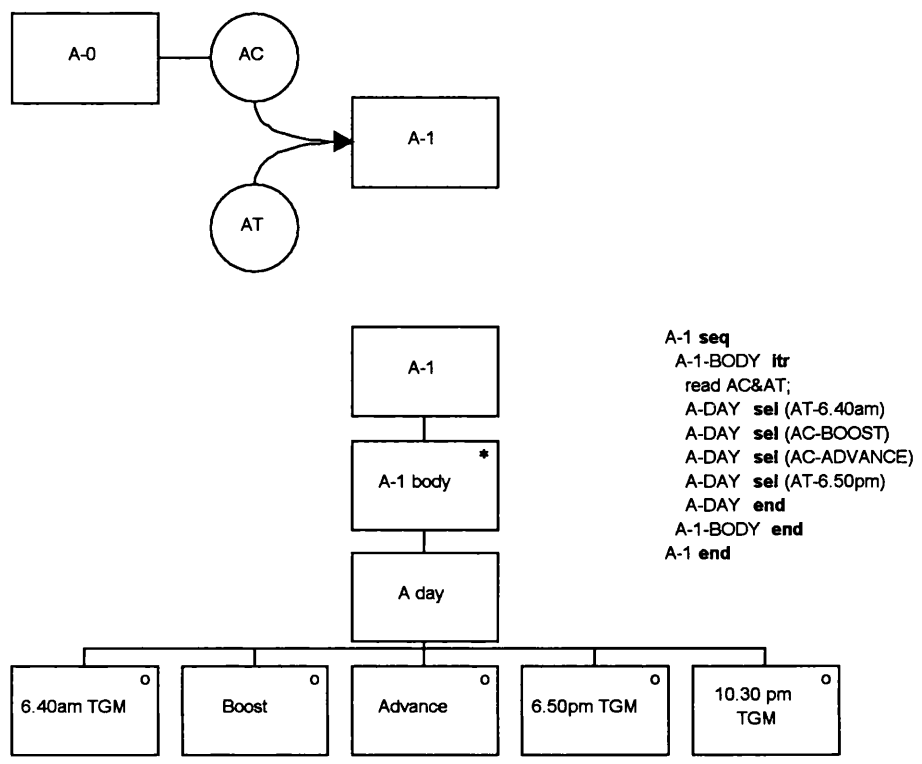 A-0
AC
A-1
AT
A-1
A-1 body
*
A day
6.40am TGM
o
Boost
o
Advance
o
6.50pm TGM
o
10.30 pm
TGM
o
A-1 seq
A-1-BODY itr
read AC&AT;
A-DAY sel (AT-6.40am)
A-DAY sel (AC-BOOST)
A-DAY sel (AC-ADVANCE)
A-DAY sel (AT-6.50pm)
A-DAY end
A-1-BODY end
A-1 end